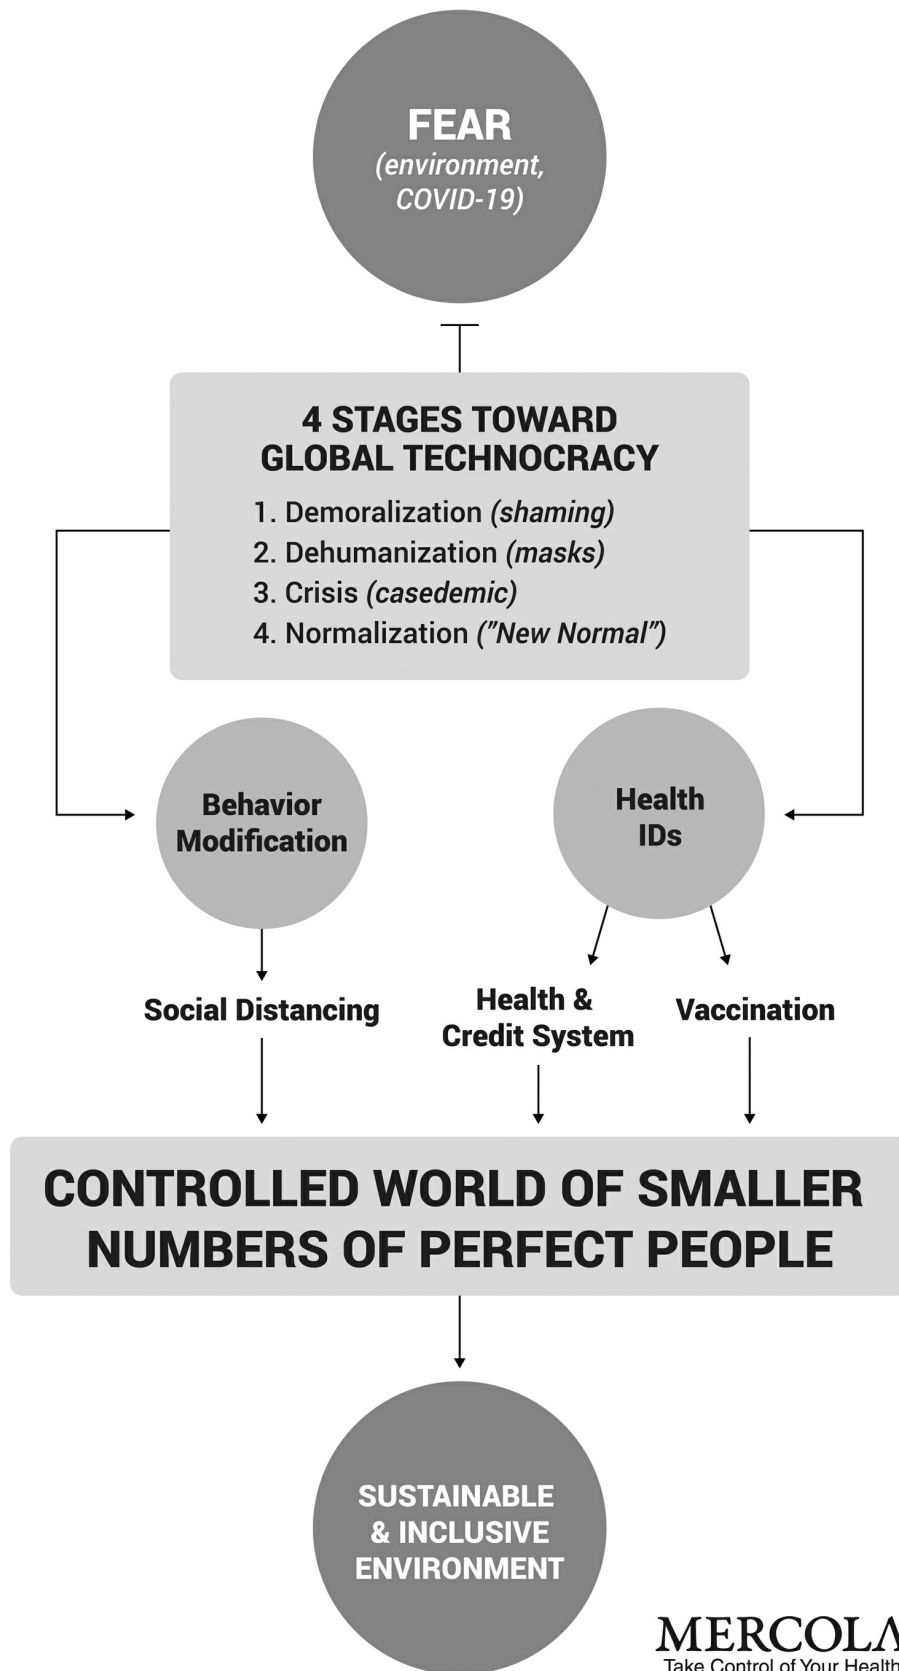 FEAR
(environment,
COVID-19)
4 STAGES TOWARD
GLOBAL TECHNOCRACY
1. Demoralization (shaming)
2. Dehumanization (masks)
3. Crisis (casedemic)
4. Normalization (”New Normal”)
Behavior
Modification
Health
IDs
Social Distancing
Health &
Credit System
Vaccination
CONTROLLED WORLD OF SMALLER
NUMBERS OF PERFECT PEOPLE
SUSTAINABLE
& INCLUSIVE
ENVIRONMENT
MERCOLA
Take Control of Your Health